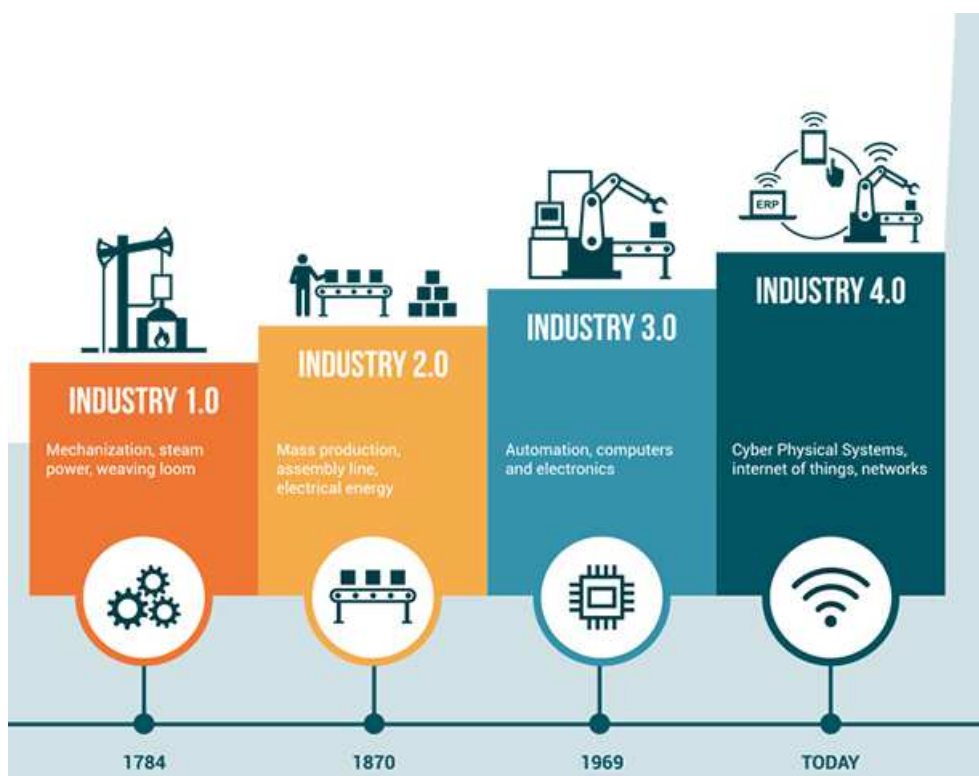 ERP
INDUSTRY 1.0
Mechanization, steam
power, weaving loom
INDUSTRY 2.0
Mass production,
assembly line,
electrical energy
INDUSTRY 3.0
Automation, computers
and electronics
INDUSTRY 4.0
Cyber Physical Systems,
internet of things, networks
1784
1870
1969
TODAY